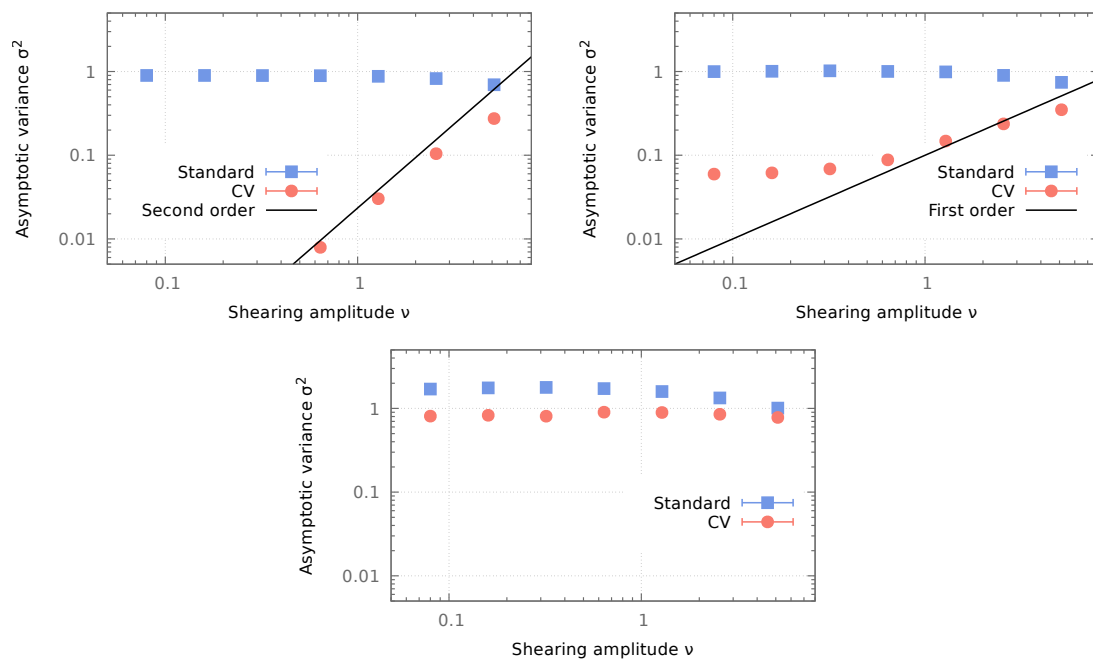 Asymptotic variance σ²
1
0.1
0.01
Standard
CV
Second order
0.1
1
Shearing amplitude ν
Asymptotic variance σ²
1
0.1
0.01
Standard
CV
First order
0.1
1
Shearing amplitude ν
Asymptotic variance σ²
1
0.1
0.01
Standard
CV
0.1
1
Shearing amplitude ν